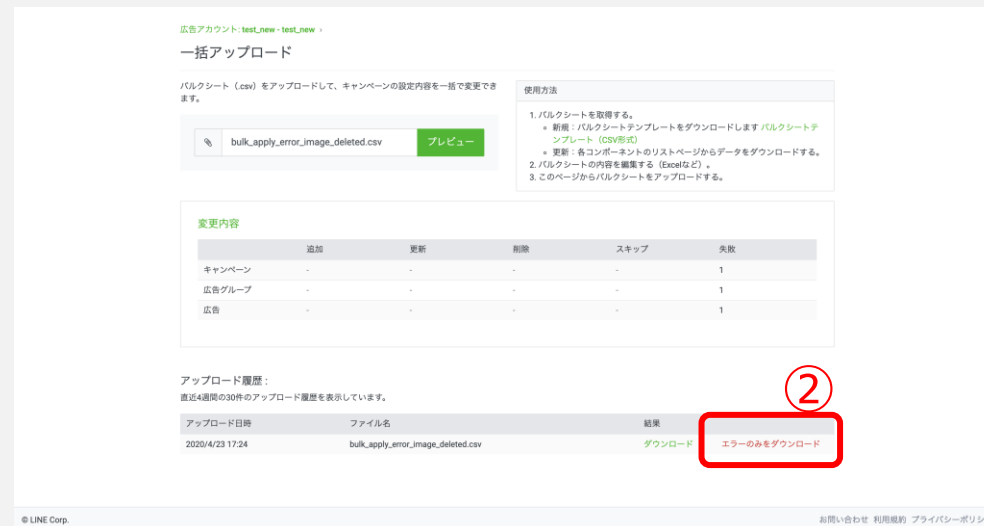 広告アカウント: test_new - test_new ›
一括アップロード
バルクシート（.csv）をアップロードして、キャンペーンの設定内容を一括で変更でき
ます。
bulk_apply_error_image_deleted.csv プレビュー
使用方法
1. バルクシートを取得する。
新規：バルクシートテンプレートをダウンロードします バルクシートテ
ンプレート（CSV形式）
更新：各コンポーネントのリストページからデータをダウンロードする。
2. バルクシートの内容を編集する（Excelなど）。
3. このページからバルクシートをアップロードする。
変更内容
追加 更新 削除 スキップ 失敗
キャンペーン - - - - 1
広告グループ - - - - 1
広告 - - - - 1
アップロード履歴 :
直近4週間の30件のアップロード履歴を表示しています。
②
アップロード日時 ファイル名 結果
2020/4/23 17:24 bulk_apply_error_image_deleted.csv ダウンロード エラーのみをダウンロード
© LINE Corp. お問い合わせ 利用規約 プライバシーポリシ